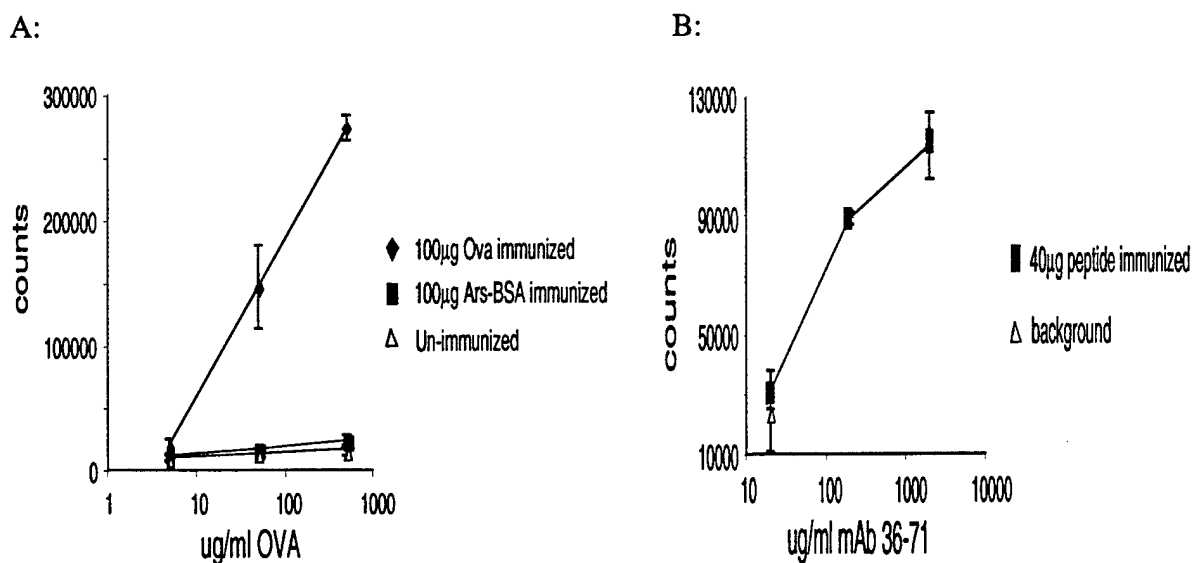 A:
300000
200000
100000
0
counts
1
10
100
1000
ug/ml OVA
100µg Ova immunized
100µg Ars-BSA immunized
Un-immunized
B:
130000
90000
50000
10000
counts
10
100
1000
10000
ug/ml mAb 36-71
40µg peptide immunized
background